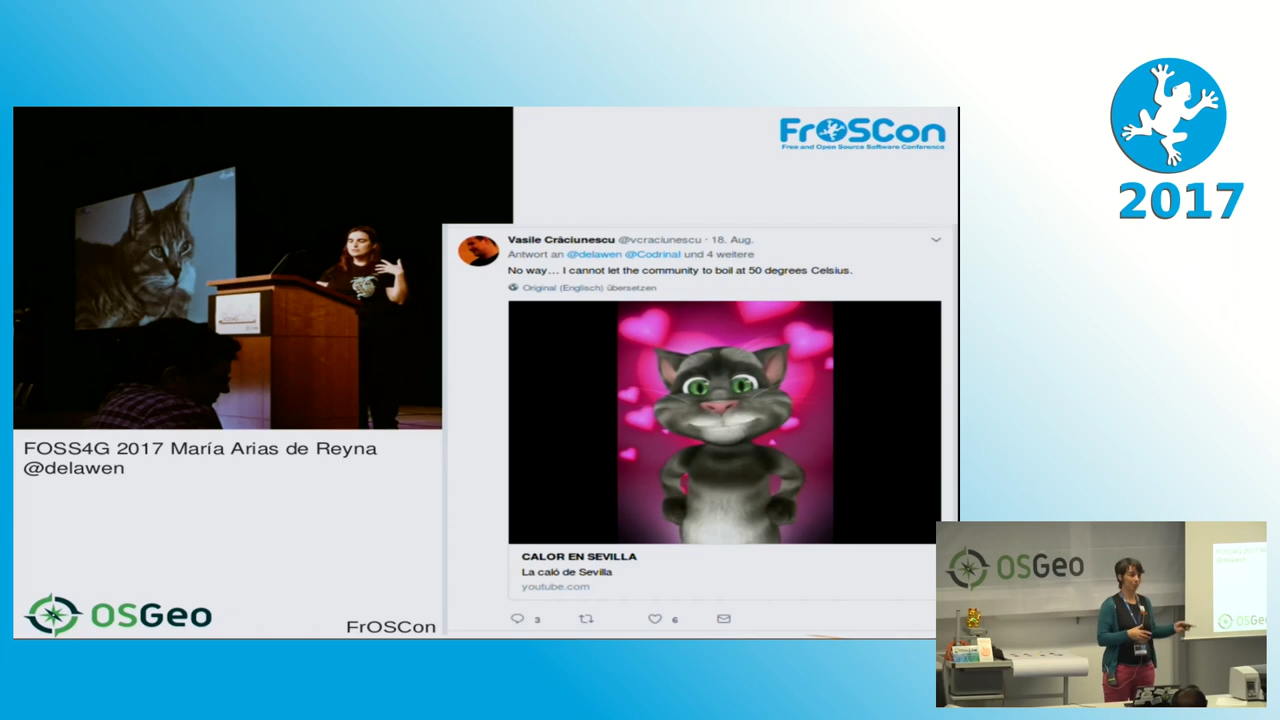 FrOSCon
Free and Open Source Software Conference
2017
Vasile Crăciunescu @vcraciunescu · 18. Aug.
Antwort an @delawen @Codrinal und 4 weitere
No way… I cannot let the community to boil at 50 degrees Celsius.
Original (Englisch) übersetzen
FOSS4G 2017 María Arias de Reyna
@delawen
CALOR EN SEVILLA
La caló de Sevilla
youtube.com
3
6
OSGeo
FrOSCon
OSGeo